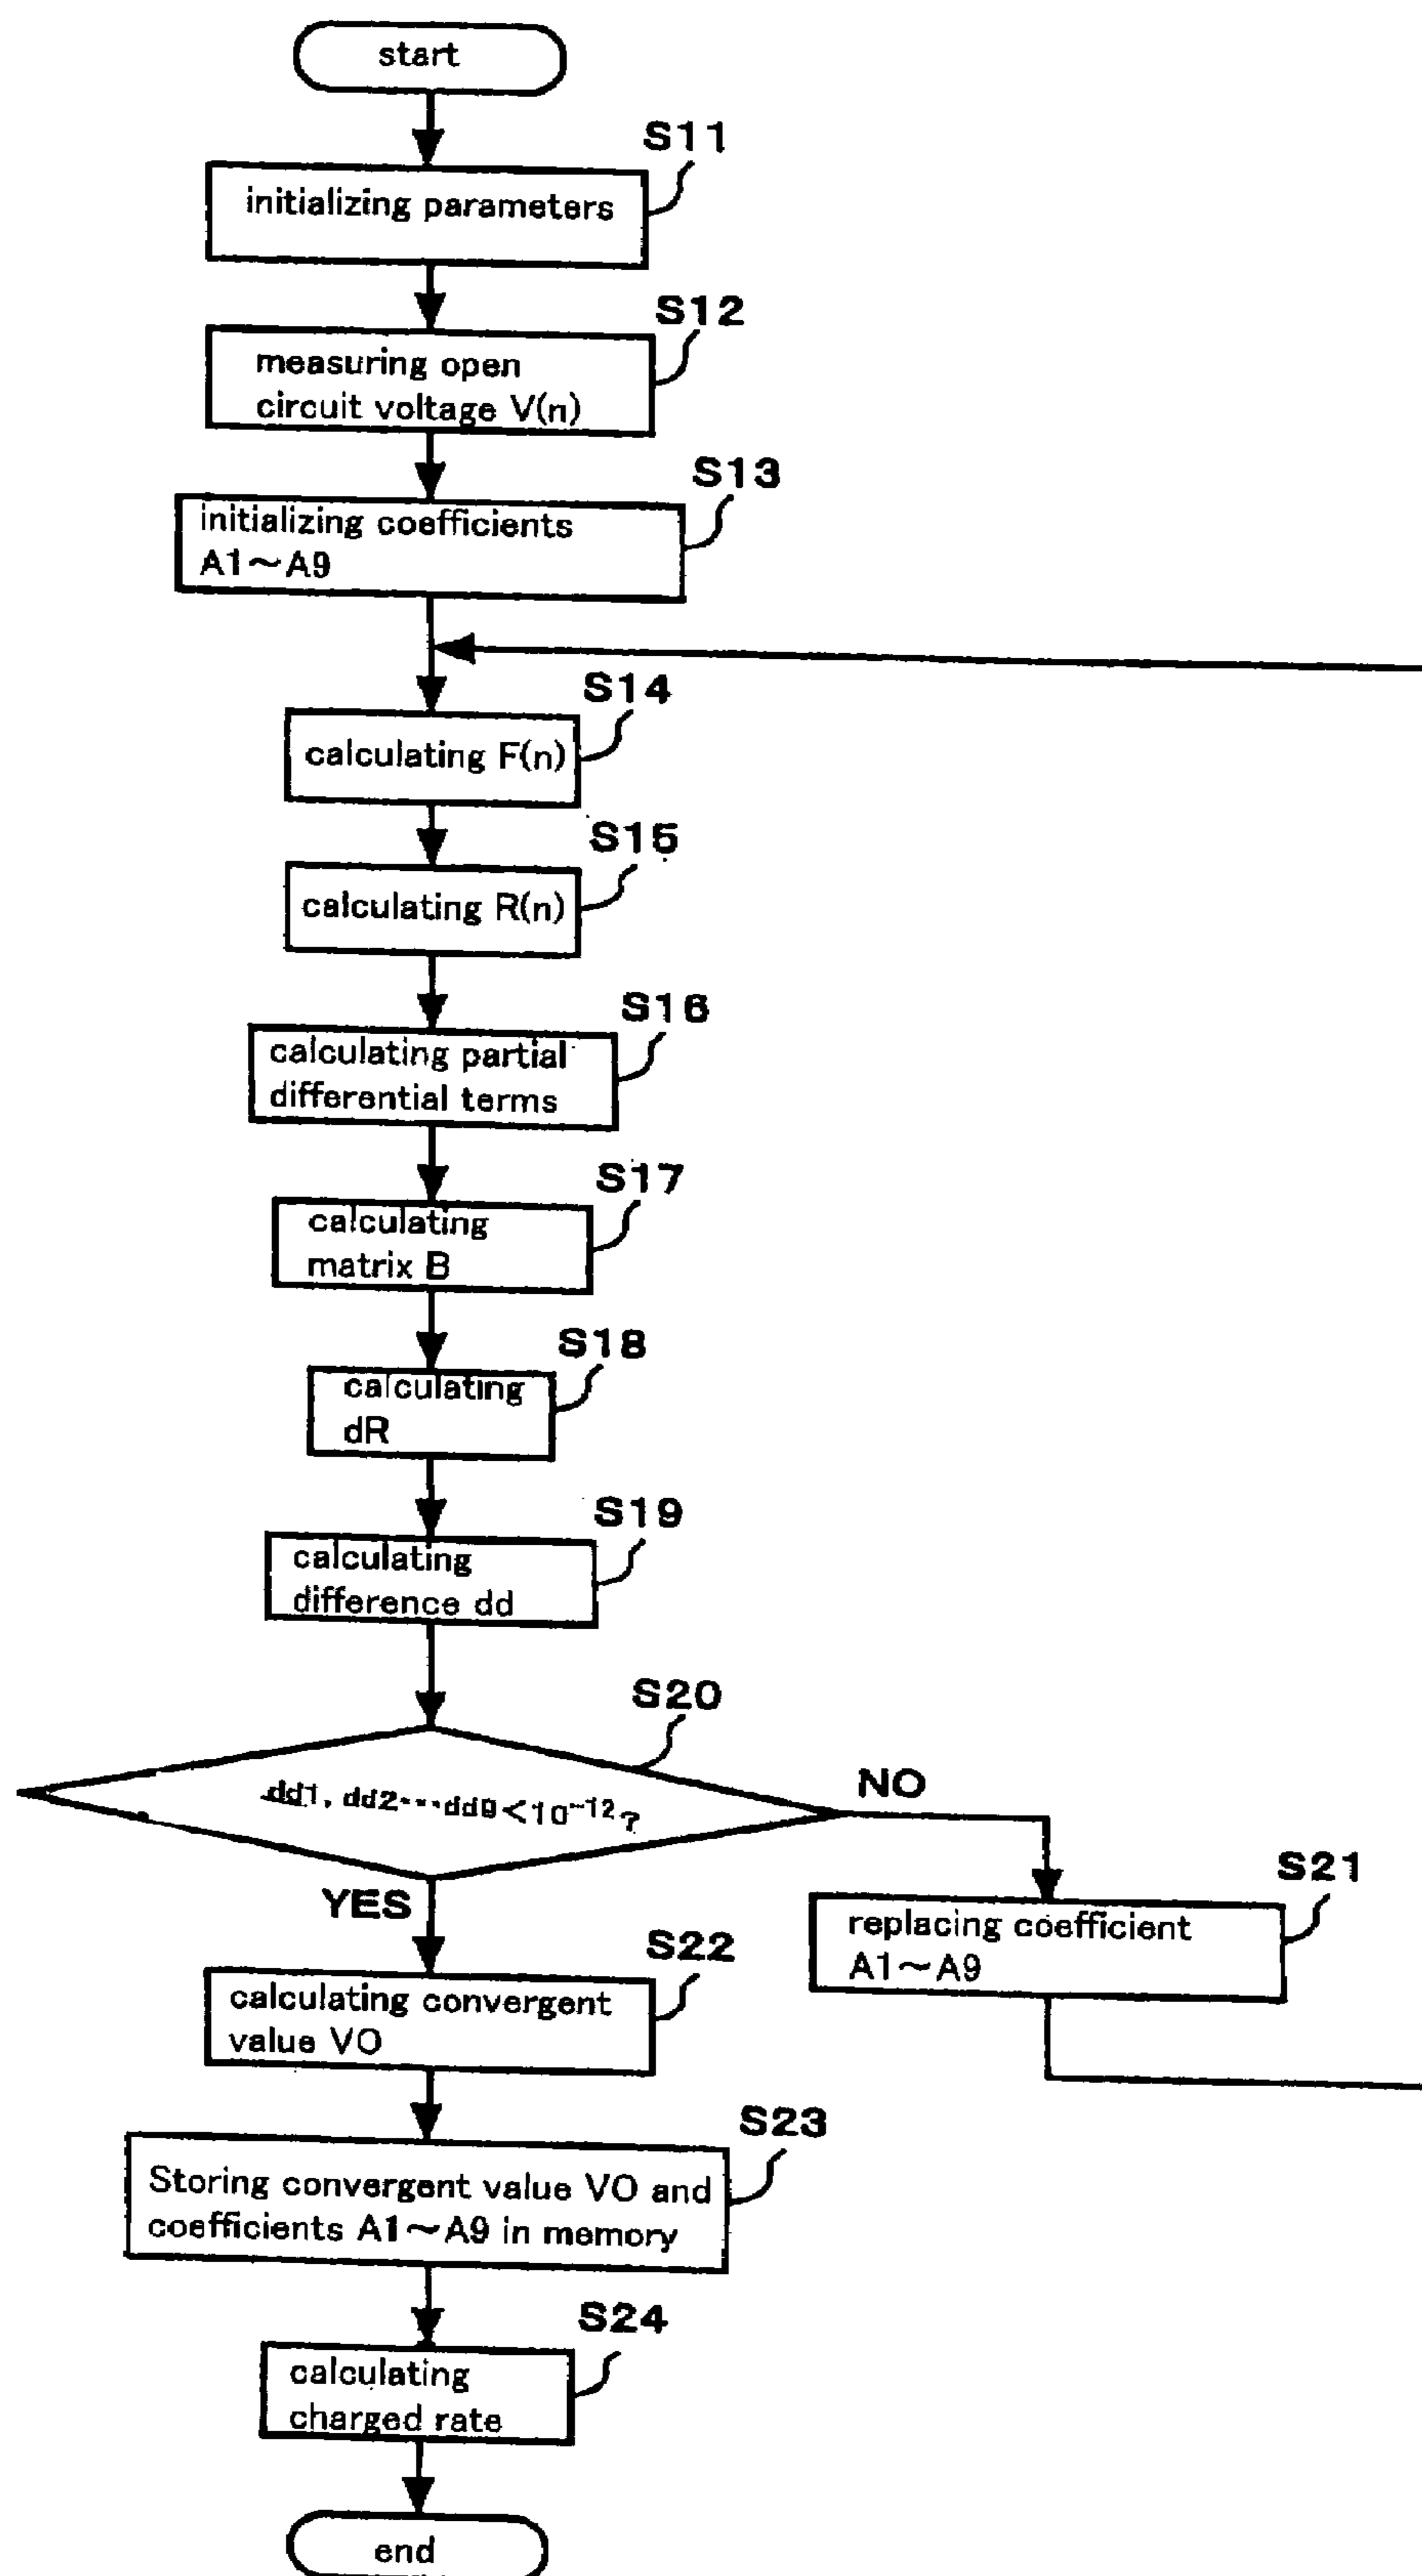 start
S11
initializing parameters
S12
measuring open
circuit voltage V(n)
S13
initializing coefficients
A1~A9
S14
calculating F(n)
S15
calculating R(n)
S16
calculating partial
differential terms
S17
calculating
matrix B
S18
calculating
dR
S19
calculating
difference dd
S20
dd1, dd2···dd9<10⁻¹²?
NO
YES
S21
replacing coefficient
A1~A9
S22
calculating convergent
value VO
S23
Storing convergent value VO and
coefficients A1~A9 in memory
S24
calculating
charged rate
end